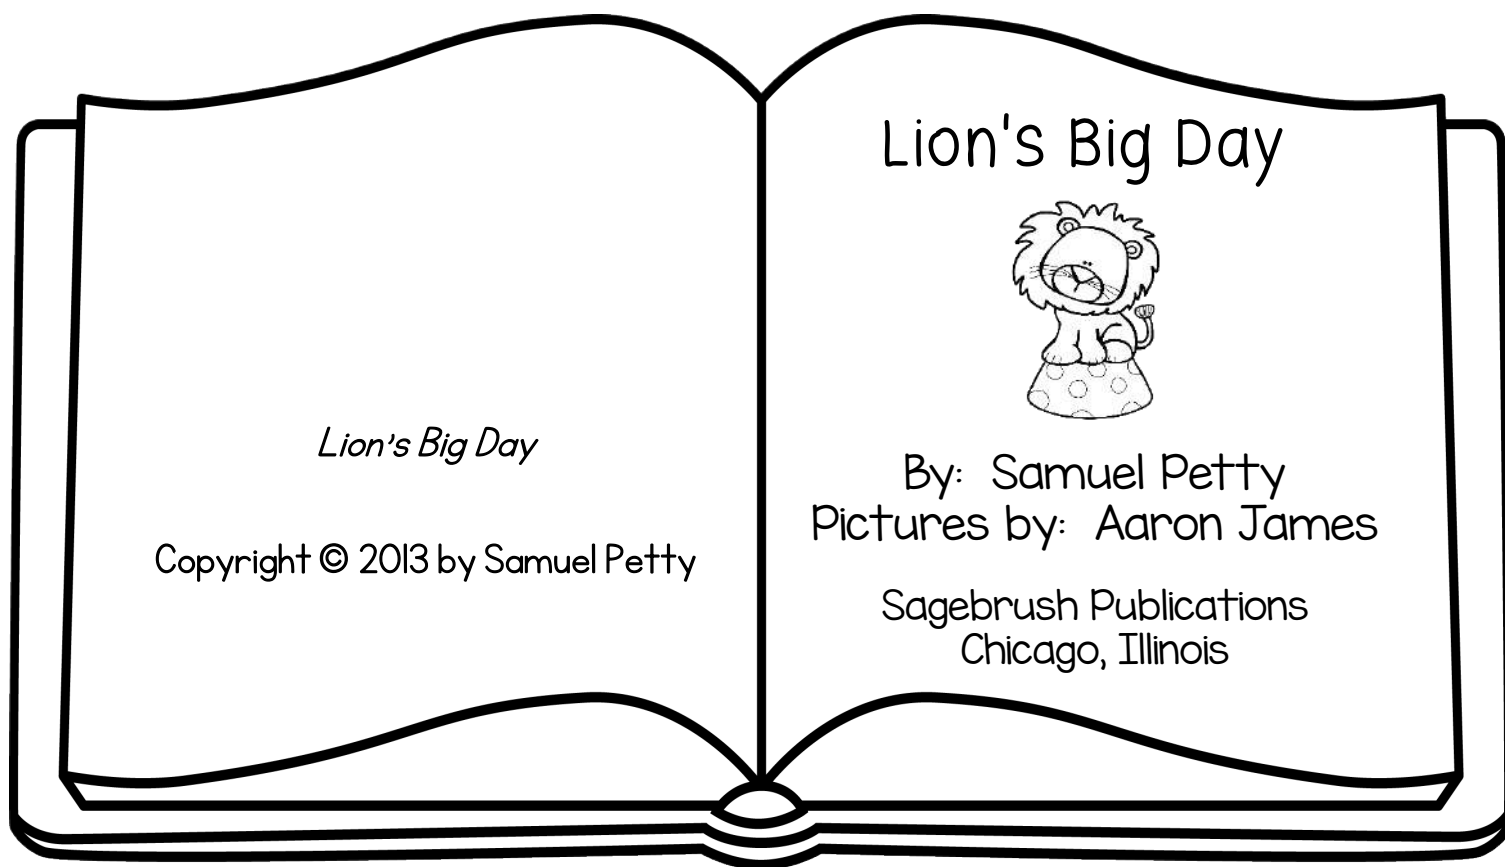 Lion's Big Day
Copyright © 2013 by Samuel Petty
Lion's Big Day
By: Samuel Petty
Pictures by: Aaron James
Sagebrush Publications
Chicago, Illinois